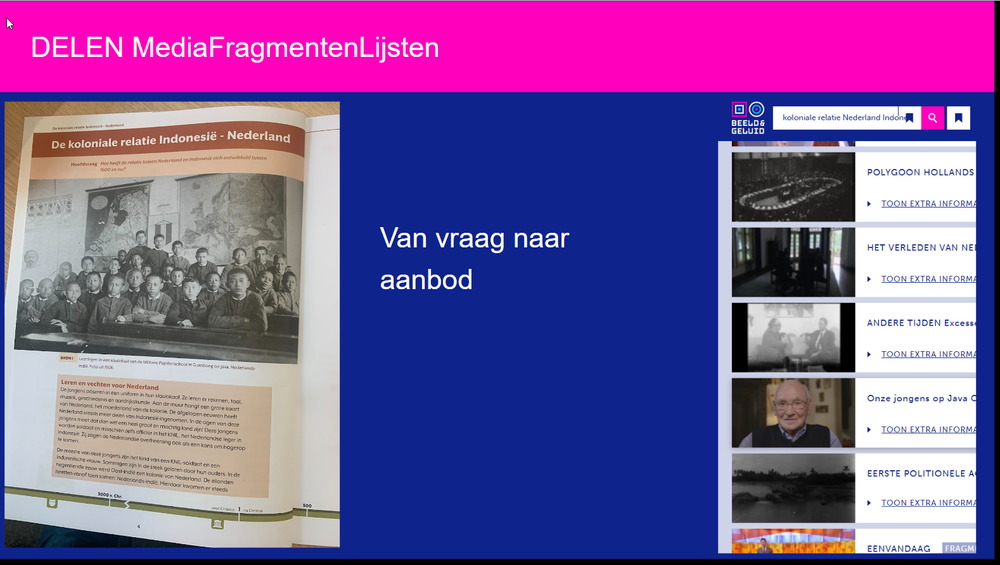 DELEN MediaFragmentenLijsten
De koloniale relatie Indonesië - Nederland
De koloniale relatie Indonesië - Nederland
Hoofdvraag Hoe heeft de relatie tussen Nederland en Indonesië zich ontwikkeld tussen
1600 en nu?
BRON 1 Leerlingen in een klaslokaal van de Militaire Pupillenschool in Gombong op Java, Nederlands-
Indië. Foto uit 1906.
Leren en vechten voor Nederland
De jongens poseren in een uniform in hun klaslokaal. Ze leren er rekenen, taal,
muziek, geschiedenis en aardrijkskunde. Aan de muur hangt een grote kaart
van Nederland, het moederland van de kolonie. De afgelopen eeuwen heeft
Nederland steeds meer delen van Indonesië ingenomen. In de ogen van deze
jongens moet dat dan wel een heel groot en machtig land zijn! Deze jongens
worden soldaat en misschien zelfs officier in het KNIL, het Nederlandse leger in
Indonesië. Zij zagen de Nederlandse overheersing ook als een kans om hogerop
te komen.
De meeste van deze jongens zijn het kind van een KNIL-soldaat en een
Indonesische vrouw. Sommigen zijn in de steek gelaten door hun ouders. In de
negentiende eeuw werd Oost-Indië een kolonie van Nederland. De eilanden
heetten vanaf toen samen: Nederlands-Indië. Hierdoor kwamen er steeds
3000 v. Chr.
voor Christus 1 na Christus
500
4
Van vraag naar
aanbod
BEELD&
GELUID
koloniale relatie Nederland Indone
POLYGOON HOLLANDS
TOON EXTRA INFORMA
HET VERLEDEN VAN NED
TOON EXTRA INFORMA
ANDERE TIJDEN Excesse
TOON EXTRA INFORMA
Onze jongens op Java
TOON EXTRA INFORMA
EERSTE POLITIONELE A
TOON EXTRA INFORMA
EENVANDAAG FRAGM